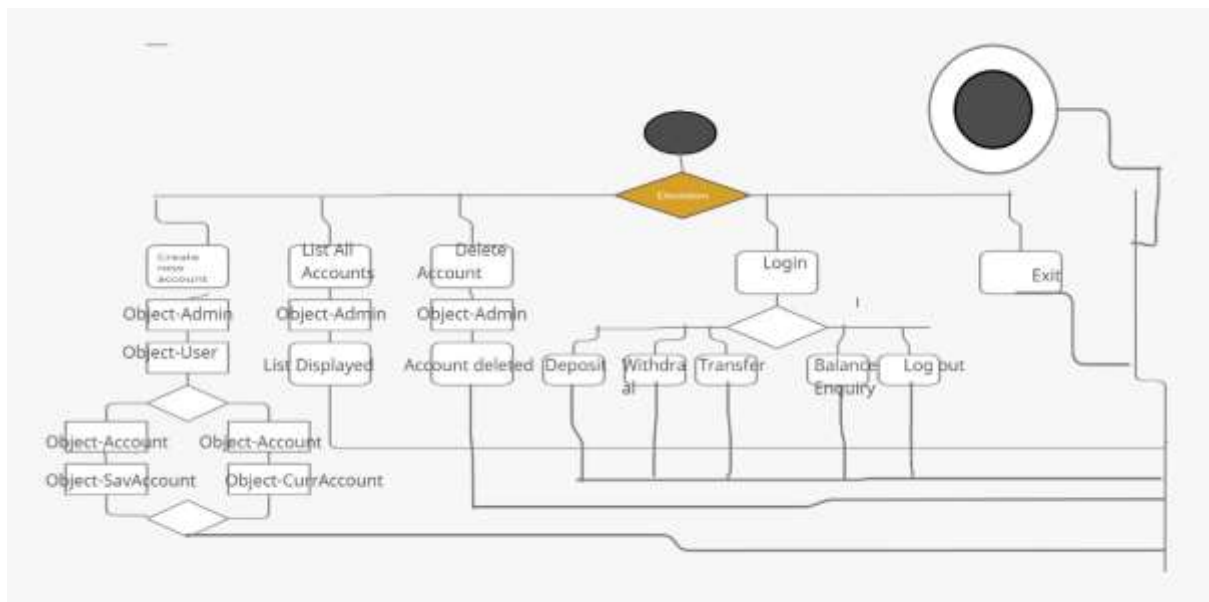 Decision
Create
new
account
List All
Accounts
Delete
Account
Login
Exit
Object-Admin
Object-Admin
Object-Admin
Object-User
List Displayed
Account deleted
Deposit
Withdra
al
Transfer
Balance
Enquiry
Log out
Object-Account
Object-Account
Object-SavAccount
Object-CurrAccount